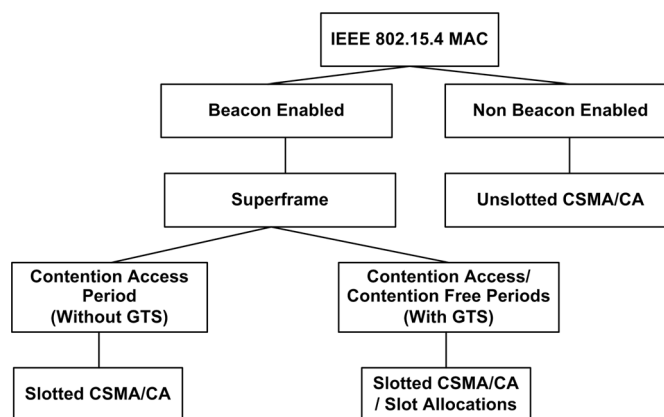 IEEE 802.15.4 MAC
Beacon Enabled
Non Beacon Enabled
Superframe
Unslotted CSMA/CA
Contention Access
Period
(Without GTS)
Contention Access/
Contention Free Periods
(With GTS)
Slotted CSMA/CA
Slotted CSMA/CA
/ Slot Allocations